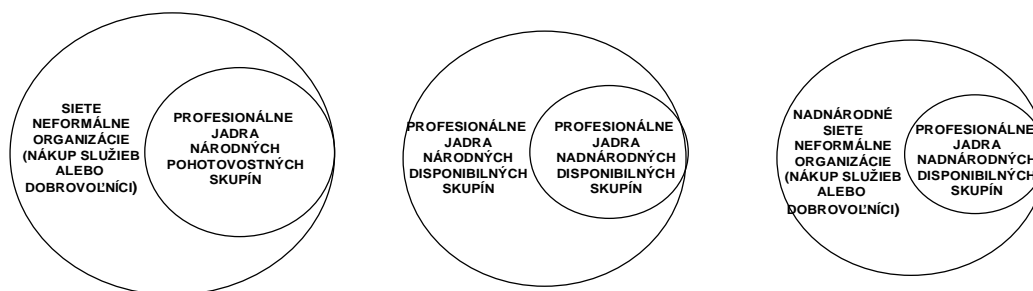 SIETE
NEFORMÁLNE
ORGANIZÁCIE
(NÁKUP SLUŽIEB
ALEBO
DOBROVOĽNÍCI)
PROFESIONÁLNE
JADRA
NÁRODNÝCH
POHOTOVOSTNÝCH
SKUPÍN
PROFESIONÁLNE
JADRA
NÁRODNÝCH
DISPONIBILNÝCH
SKUPÍN
PROFESIONÁLNE
JADRA
NADNÁRODNÝCH
DISPONIBILNÝCH
SKUPÍN
NADNÁRODNÉ
SIETE
NEFORMÁLNE
ORGANIZÁCIE
(NÁKUP SLUŽIEB
ALEBO
DOBROVOĽNÍCI)
PROFESIONÁLNE
JADRA
NADNÁRODNÝCH
DISPONIBILNÝCH
SKUPÍN